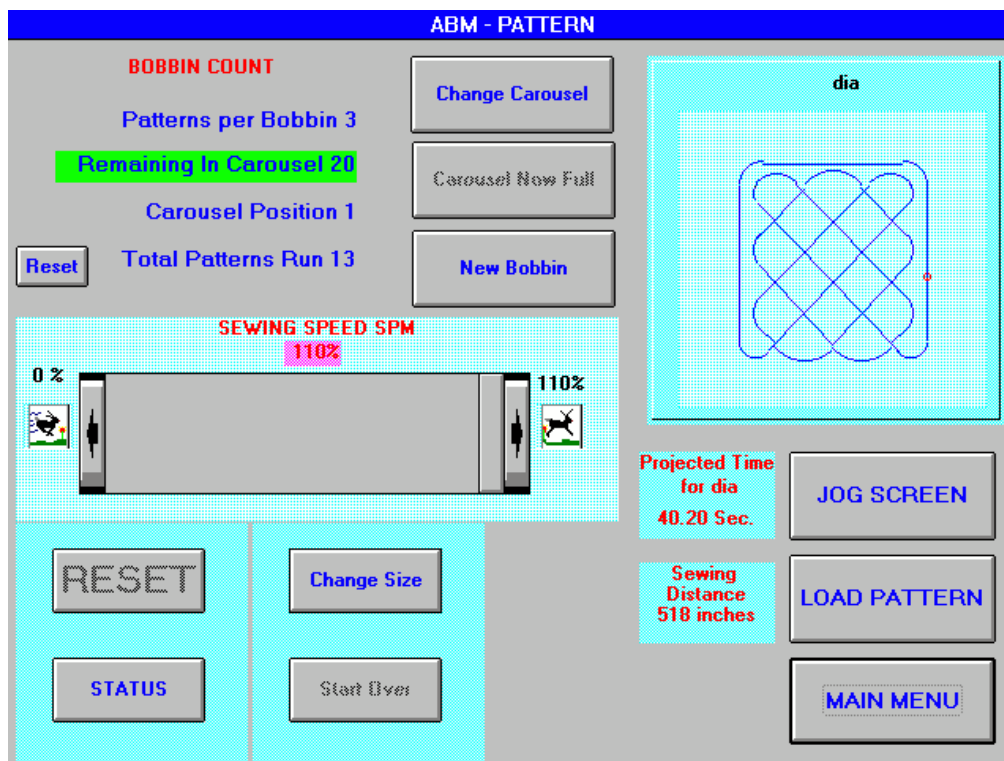 ABM - PATTERN
BOBBIN COUNT
Patterns per Bobbin 3
Remaining In Carousel 20
Carousel Position 1
Reset
Total Patterns Run 13
Change Carousel
Carousel Now Full
New Bobbin
dia
SEWING SPEED SPM
110%
0 %
110%
Projected Time
for dia
40.20 Sec.
JOG SCREEN
Sewing
Distance
518 inches
LOAD PATTERN
MAIN MENU
RESET
Change Size
STATUS
Start Over